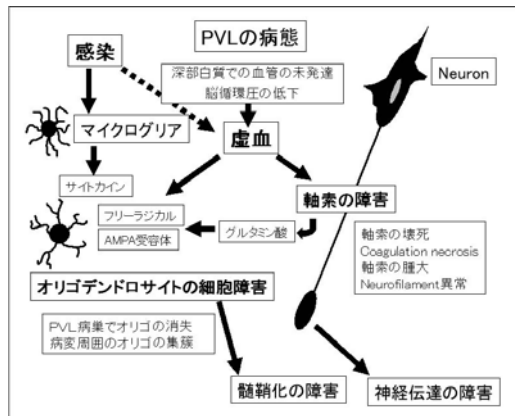 PVLの病態
感染
深部白質での血管の未発達
脳循環圧の低下
Neuron
マイクログリア
虚血
サイトカイン
軸索の障害
フリーラジカル
AMPA受容体
グルタミン酸
軸索の壊死
Coagulation necrosis
軸索の腫大
Neurofilament異常
オリゴデンドロサイトの細胞障害
PVL病巣でオリゴの消失
病変周囲のオリゴの集簇
髄鞘化の障害
神経伝達の障害